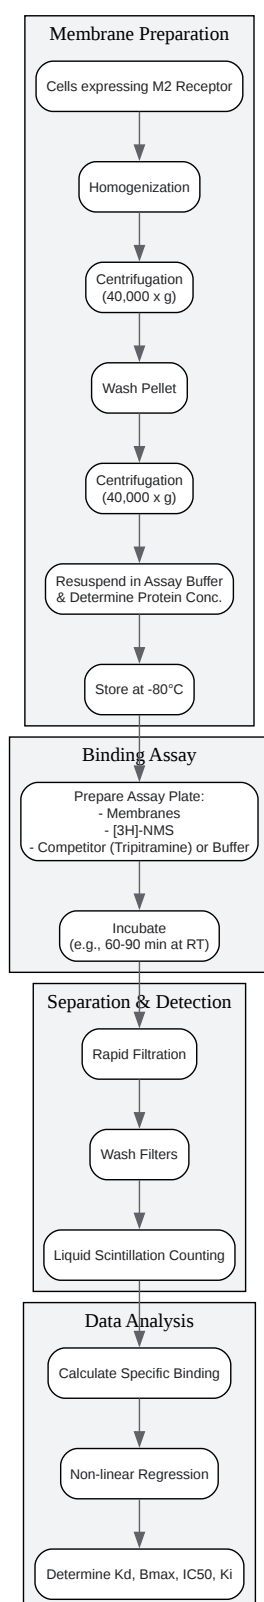 Membrane Preparation
Cells expressing M2 Receptor
Homogenization
Centrifugation
(40,000 x g)
Wash Pellet
Centrifugation
(40,000 x g)
Resuspend in Assay Buffer
& Determine Protein Conc.
Store at -80°C
Binding Assay
Prepare Assay Plate:
- Membranes
- [3H]-NMS
- Competitor (Tripitramine) or Buffer
Incubate
(e.g., 60-90 min at RT)
Separation & Detection
Rapid Filtration
Wash Filters
Liquid Scintillation Counting
Data Analysis
Calculate Specific Binding
Non-linear Regression
Determine Kd, Bmax, IC50, Ki